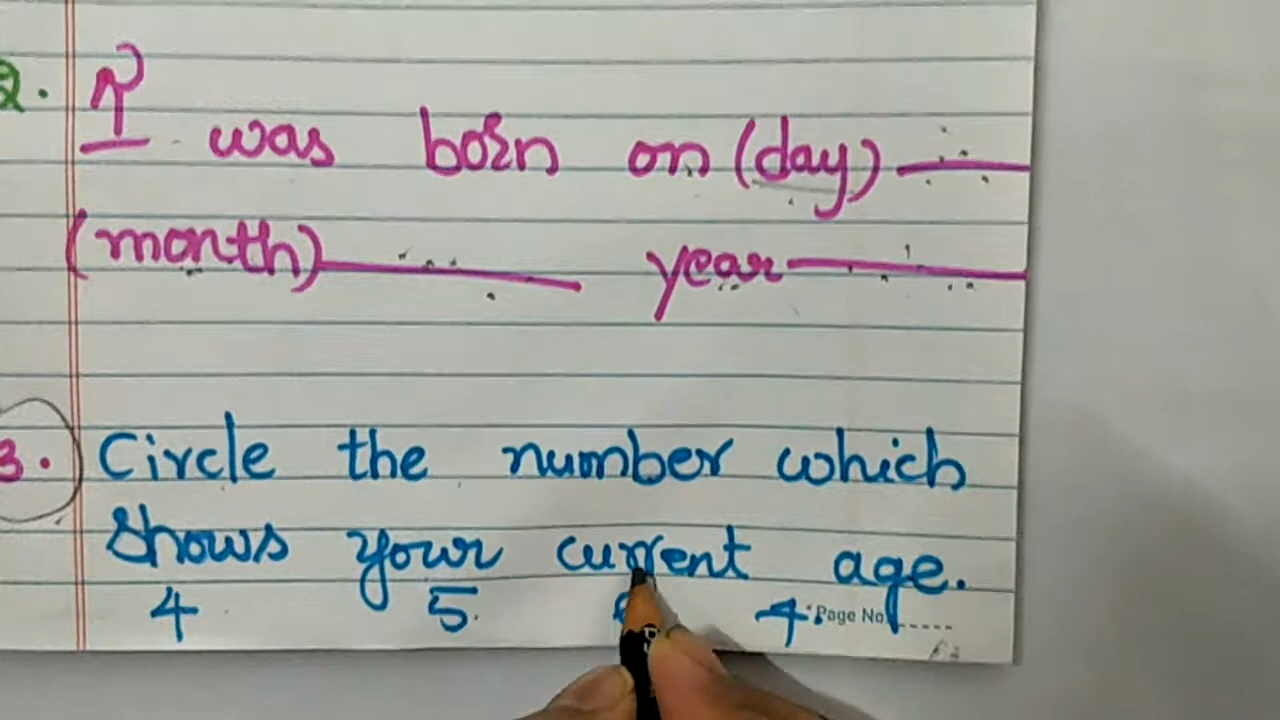 2. I was born on (day)
(month) year
3. Circle the number which
shows your current age.
4 5
Page No.